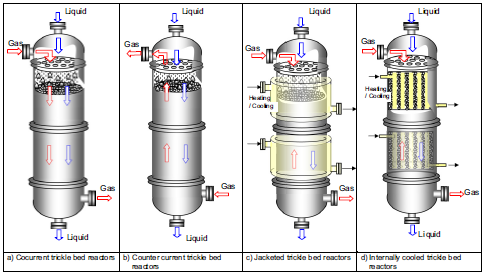 Liquid
Liquid
Liquid
Liquid
Gas
Gas
Gas
Gas
Heating
/ Cooling
Heating
/ Cooling
Gas
Gas
Gas
Gas
Liquid
Liquid
Liquid
Liquid
a) Cocurrent trickle bed reactors
b) Counter current trickle bed
reactors
c) Jacketed trickle bed reactors
d) Internally cooled trickle bed
reactors